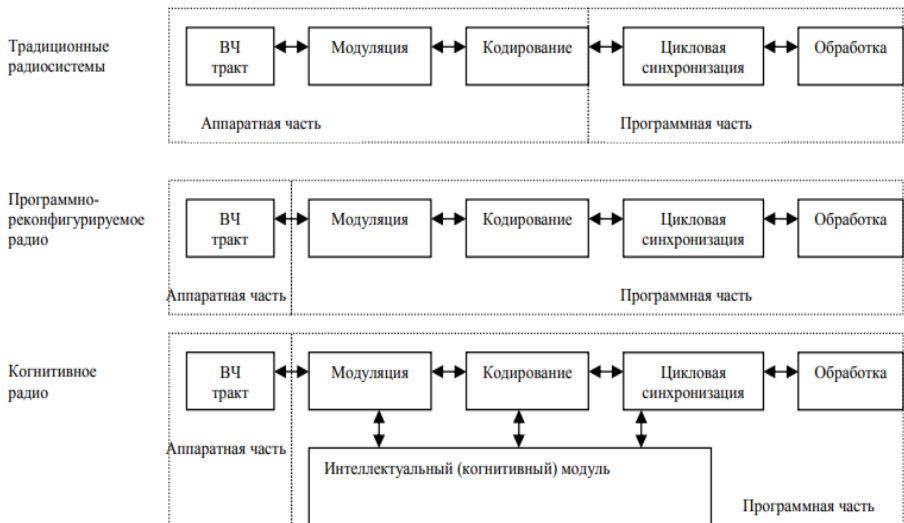 Традиционные
радиосистемы
ВЧ
тракт
Модуляция
Кодирование
Цикловая
синхронизация
Обработка
Аппаратная часть
Программная часть
Программно-
реконфигурируемое
радио
ВЧ
тракт
Модуляция
Кодирование
Цикловая
синхронизация
Обработка
Аппаратная часть
Программная часть
Когнитивное
радио
ВЧ
тракт
Модуляция
Кодирование
Цикловая
синхронизация
Обработка
Аппаратная часть
Интеллектуальный (когнитивный) модуль
Программная часть